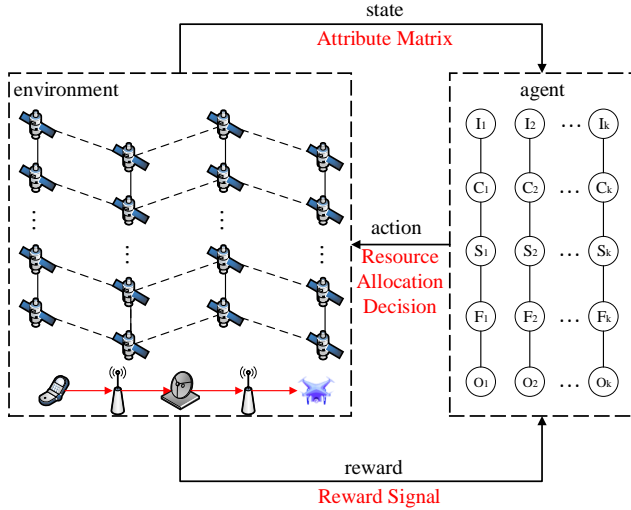 state
Attribute Matrix
environment
agent
I1 I2 … Ik
C1 C2 … Ck
action
Resource
Allocation
Decision
S1 S2 … Sk
F1 F2 … Fk
O1 O2 … Ok
reward
Reward Signal